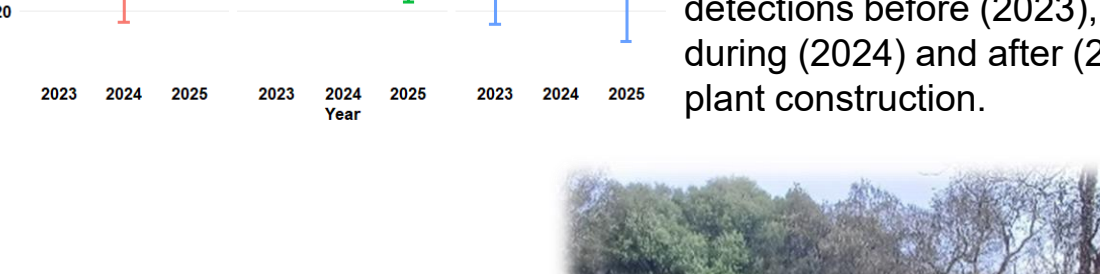 20
2023 2024 2025 2023 2024 2025 2023 2024 2025
Year
detections before (2023),
during (2024) and after (2
plant construction.